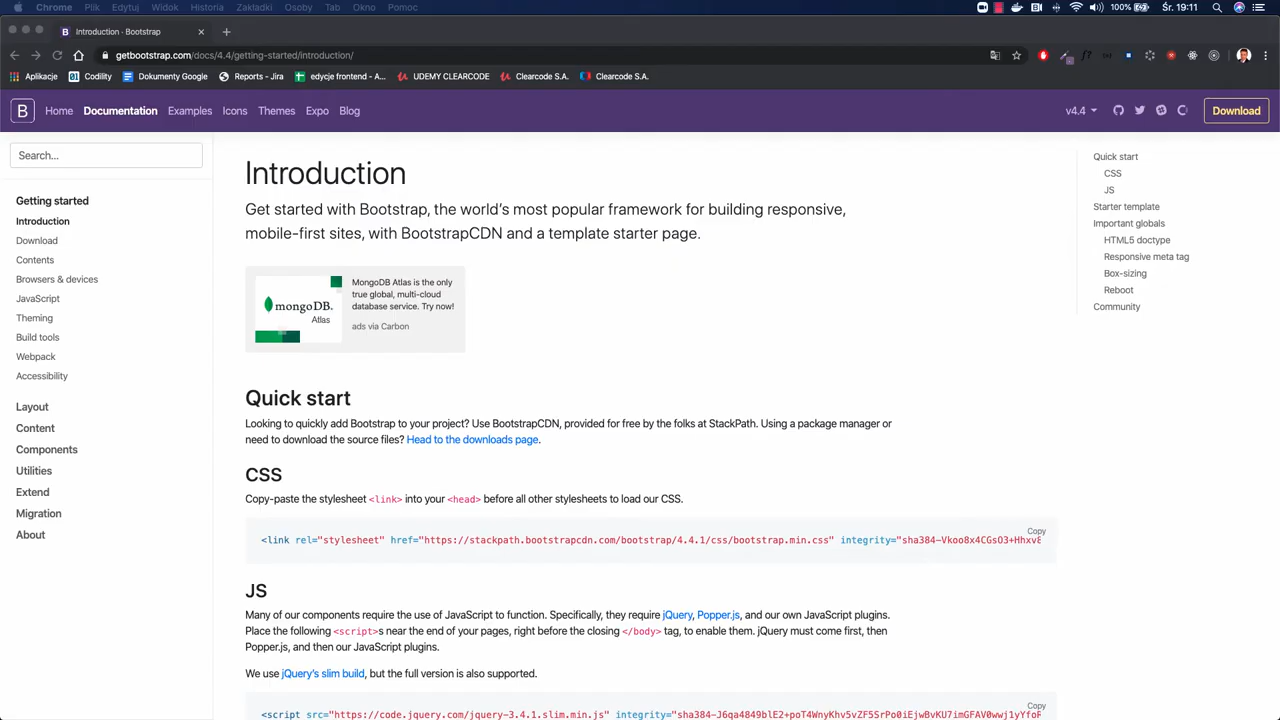 Chrome Plik Edytuj Widok Historia Zakładki Osoby Tab Okno Pomoc
100% Śr. 19:11
Introduction · Bootstrap
getbootstrap.com/docs/4.4/getting-started/introduction/
Aplikacje Codility Dokumenty Google Reports - Jira edycje frontend - A... UDEMY CLEARCODE Clearcode S.A. Clearcode S.A.
B Home Documentation Examples Icons Themes Expo Blog v4.4 Download
Search...
Getting started
Introduction
Download
Contents
Browsers & devices
JavaScript
Theming
Build tools
Webpack
Accessibility
Layout
Content
Components
Utilities
Extend
Migration
About
Introduction
Get started with Bootstrap, the world’s most popular framework for building responsive,
mobile-first sites, with BootstrapCDN and a template starter page.
mongoDB.
Atlas
MongoDB Atlas is the only
true global, multi-cloud
database service. Try now!
ads via Carbon
Quick start
Looking to quickly add Bootstrap to your project? Use BootstrapCDN, provided for free by the folks at StackPath. Using a package manager or
need to download the source files? Head to the downloads page.
CSS
Copy-paste the stylesheet <link> into your <head> before all other stylesheets to load our CSS.
Copy
<link rel="stylesheet" href="https://stackpath.bootstrapcdn.com/bootstrap/4.4.1/css/bootstrap.min.css" integrity="sha384-Vkoo8x4CGsO3+Hhxv8
JS
Many of our components require the use of JavaScript to function. Specifically, they require jQuery, Popper.js, and our own JavaScript plugins.
Place the following <script>s near the end of your pages, right before the closing </body> tag, to enable them. jQuery must come first, then
Popper.js, and then our JavaScript plugins.
We use jQuery’s slim build, but the full version is also supported.
Copy
<script src="https://code.jquery.com/jquery-3.4.1.slim.min.js" integrity="sha384-J6qa4849blE2+poT4WnyKhv5vZF5SrPo0iEjwBvKU7imGFAV0wwj1yYfoR
Quick start
CSS
JS
Starter template
Important globals
HTML5 doctype
Responsive meta tag
Box-sizing
Reboot
Community